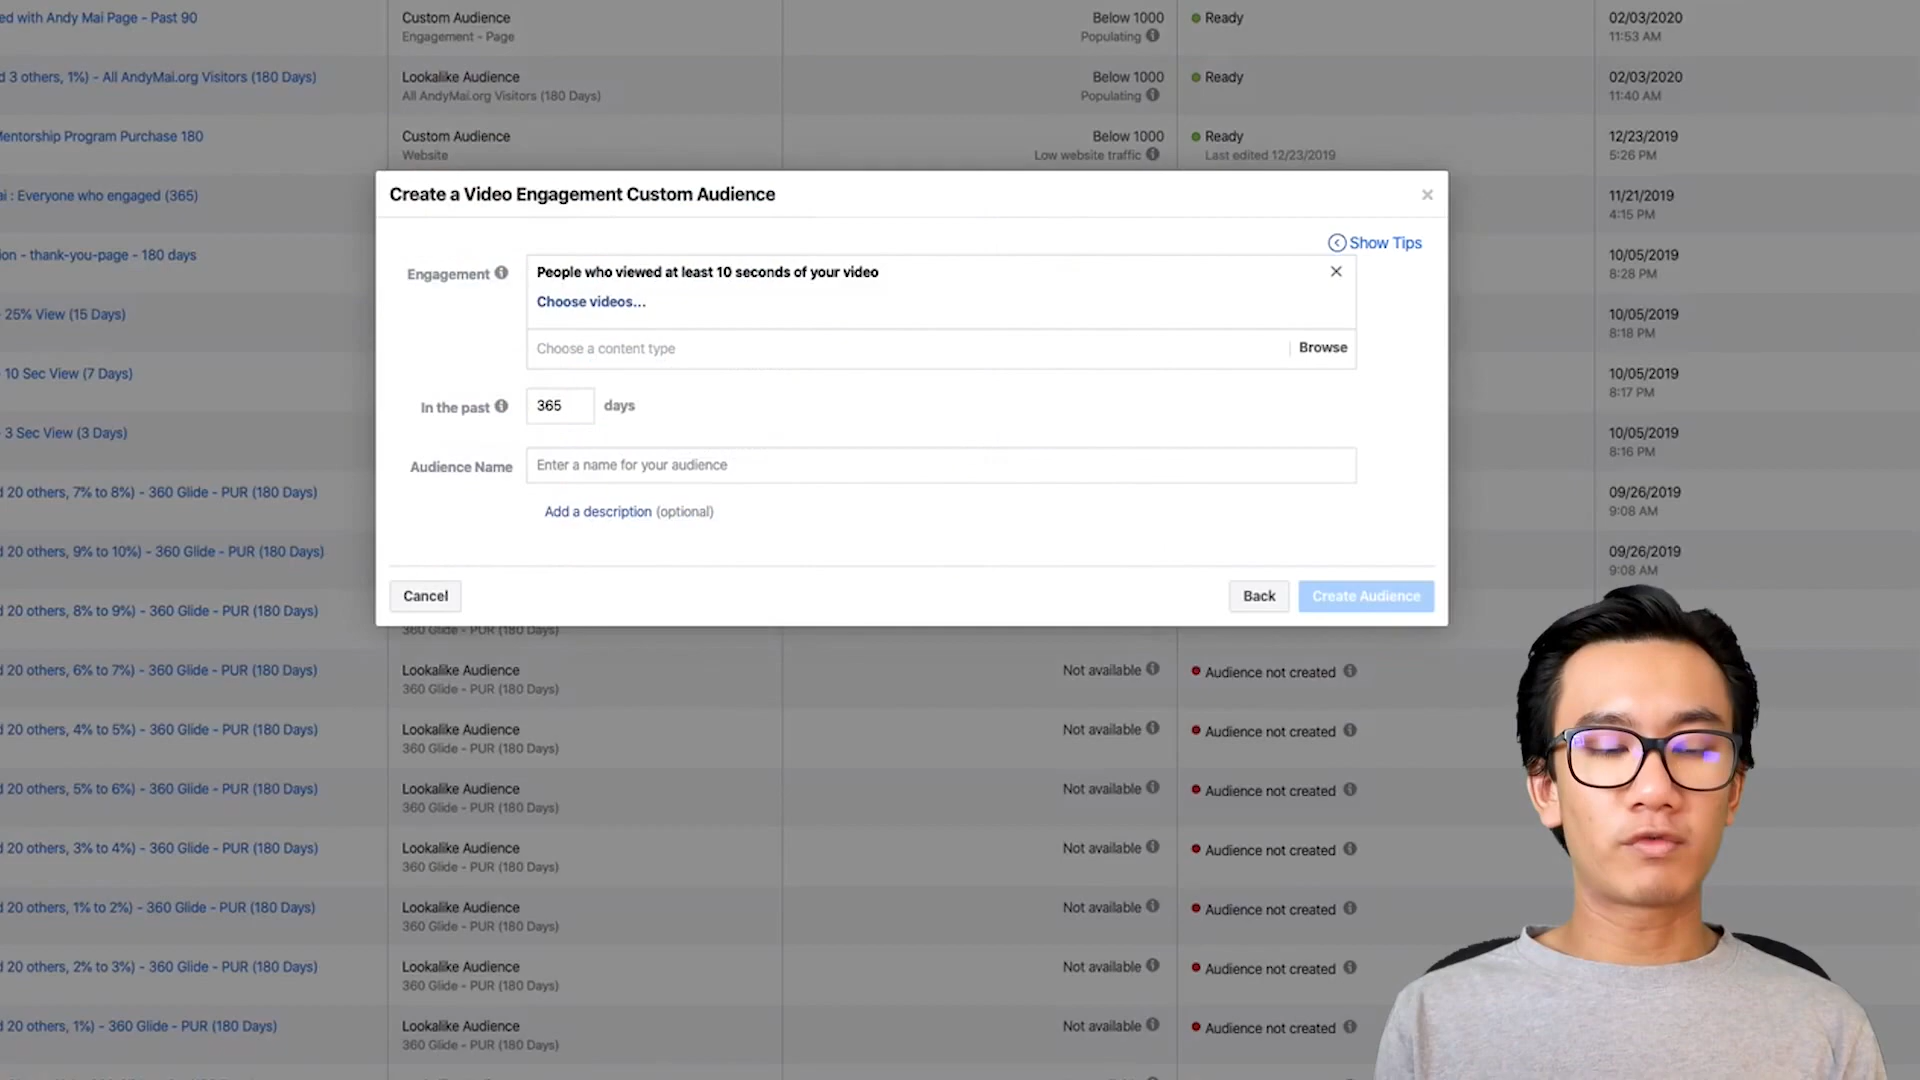 ed with Andy Mai Page - Past 90 Custom Audience Below 1000 Ready 02/03/2020
Engagement - Page Populating 11:53 AM
d 3 others, 1%) - All AndyMai.org Visitors (180 Days) Lookalike Audience Below 1000 Ready 02/03/2020
All AndyMai.org Visitors (180 Days) Populating 11:40 AM
Mentorship Program Purchase 180 Custom Audience Below 1000 Ready 12/23/2019
Website Low website traffic Last edited 12/23/2019 5:26 PM
ai : Everyone who engaged (365) 11/21/2019
4:15 PM
ion - thank-you-page - 180 days 10/05/2019
8:28 PM
25% View (15 Days) 10/05/2019
8:18 PM
10 Sec View (7 Days) 10/05/2019
8:17 PM
3 Sec View (3 Days) 10/05/2019
8:16 PM
d 20 others, 7% to 8%) - 360 Glide - PUR (180 Days) 09/26/2019
9:08 AM
d 20 others, 9% to 10%) - 360 Glide - PUR (180 Days) 09/26/2019
9:08 AM
d 20 others, 8% to 9%) - 360 Glide - PUR (180 Days)
Create a Video Engagement Custom Audience ×
Show Tips
Engagement People who viewed at least 10 seconds of your video ×
Choose videos...
Choose a content type Browse
In the past 365 days
Audience Name Enter a name for your audience
Add a description (optional)
Cancel Back Create Audience
360 Glide - PUR (180 Days)
d 20 others, 6% to 7%) - 360 Glide - PUR (180 Days) Lookalike Audience Not available Audience not created
360 Glide - PUR (180 Days)
d 20 others, 4% to 5%) - 360 Glide - PUR (180 Days) Lookalike Audience Not available Audience not created
360 Glide - PUR (180 Days)
d 20 others, 5% to 6%) - 360 Glide - PUR (180 Days) Lookalike Audience Not available Audience not created
360 Glide - PUR (180 Days)
d 20 others, 3% to 4%) - 360 Glide - PUR (180 Days) Lookalike Audience Not available Audience not created
360 Glide - PUR (180 Days)
d 20 others, 1% to 2%) - 360 Glide - PUR (180 Days) Lookalike Audience Not available Audience not created
360 Glide - PUR (180 Days)
d 20 others, 2% to 3%) - 360 Glide - PUR (180 Days) Lookalike Audience Not available Audience not created
360 Glide - PUR (180 Days)
d 20 others, 1%) - 360 Glide - PUR (180 Days) Lookalike Audience Not available Audience not created
360 Glide - PUR (180 Days)